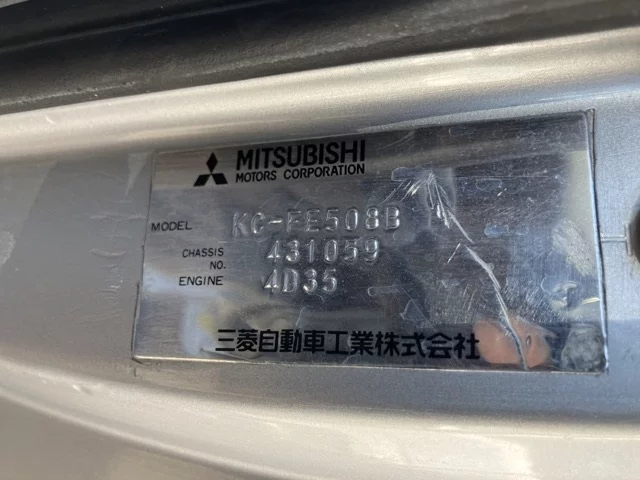 MITSUBISHI
MOTORS CORPORATION
MODEL KC-FE508B
CHASSIS NO. 431059
ENGINE 4D35
三菱自動車工業株式会社